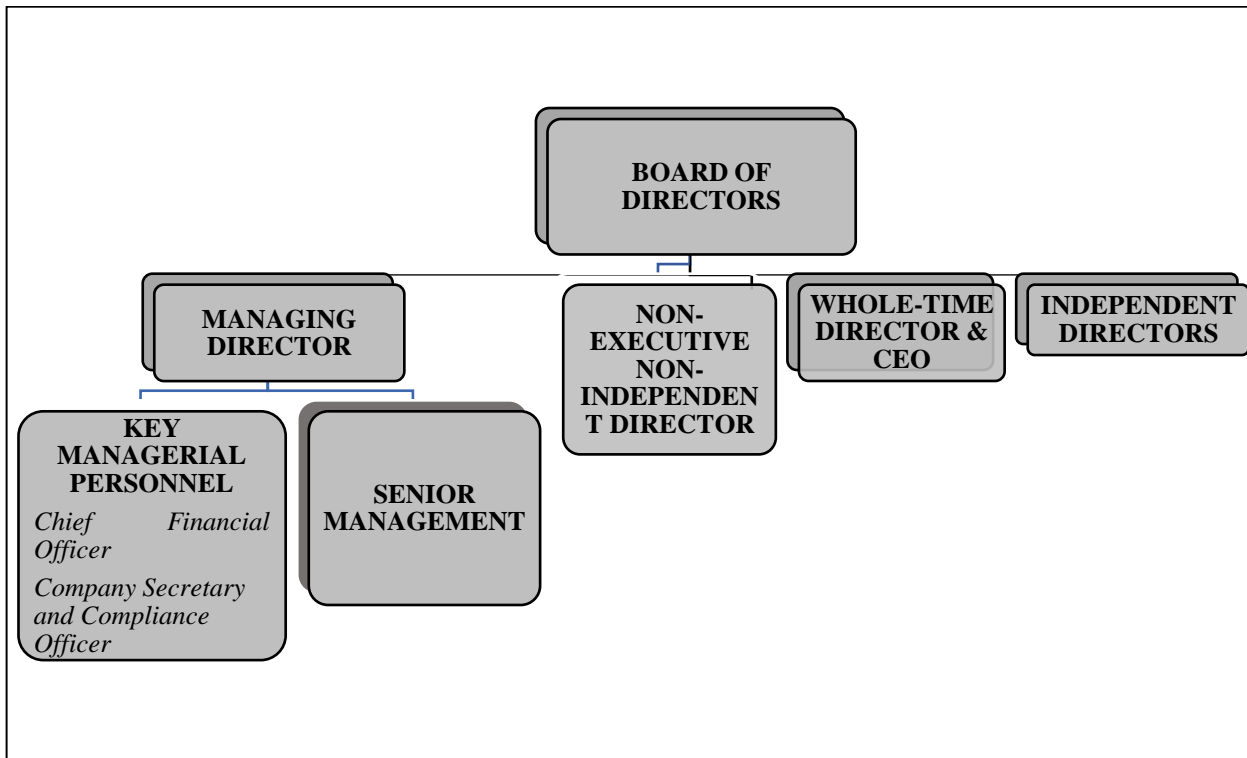 BOARD OF
DIRECTORS
MANAGING
DIRECTOR
NON-
EXECUTIVE
NON-
INDEPENDEN
T DIRECTOR
WHOLE-TIME
DIRECTOR &
CEO
INDEPENDENT
DIRECTORS
KEY
MANAGERIAL
PERSONNEL
Chief Financial
Officer
Company Secretary
and Compliance
Officer
SENIOR
MANAGEMENT